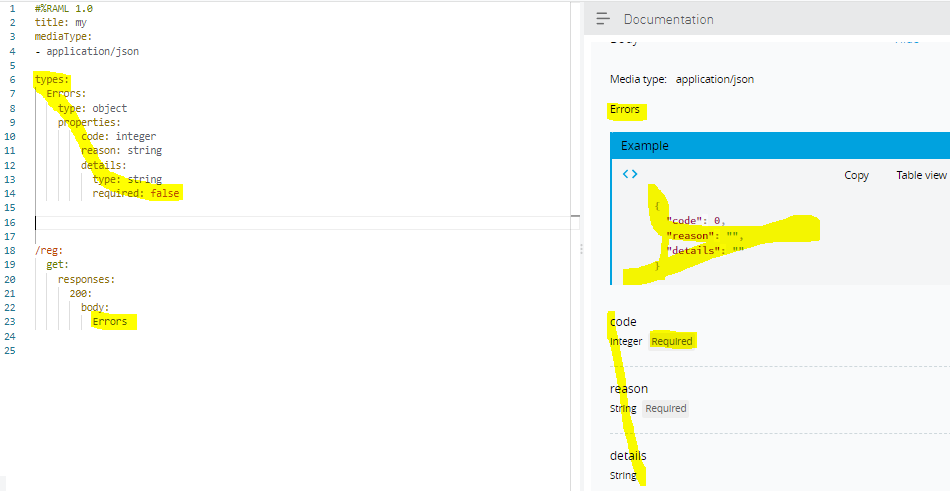 1 #%RAML 1.0
2 title: my
3 mediaType:
4 - application/json
5
6 types:
7 Errors:
8 type: object
9 properties:
10 code: integer
11 reason: string
12 details:
13 type: string
14 required: false
15
16
17
18 /reg:
19 get:
20 responses:
21 200:
22 body:
23 Errors
24
25
Documentation
Body Hide
Media type: application/json
Errors
Example
<> Copy Table view
{
"code": 0,
"reason": "",
"details": ""
}
code
Integer Required
reason
String Required
details
String